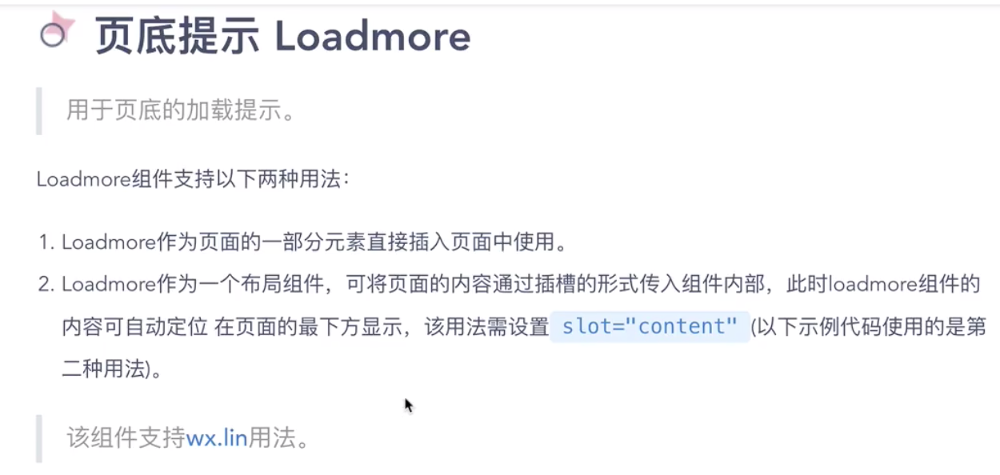 页底提示 Loadmore
用于页底的加载提示。
Loadmore组件支持以下两种用法：
1. Loadmore作为页面的一部分元素直接插入页面中使用。
2. Loadmore作为一个布局组件，可将页面的内容通过插槽的形式传入组件内部，此时loadmore组件的
内容可自动定位 在页面的最下方显示，该用法需设置 slot="content" (以下示例代码使用的是第
二种用法)。
该组件支持wx.lin用法。